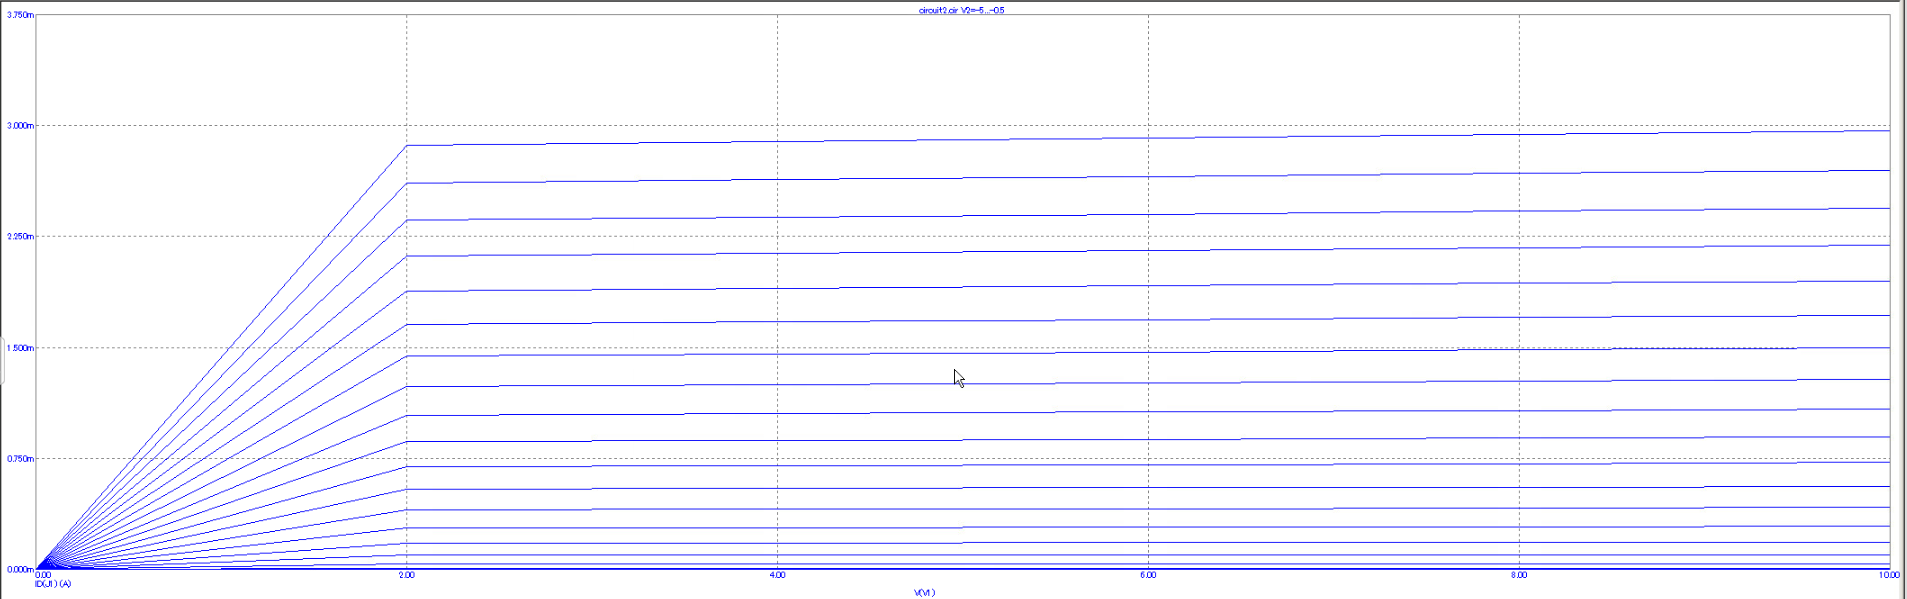 circuit2.cir V2=-5...-0.5
3.750m
3.000m
2.250m
1.500m
0.750m
0.000m
0.00 2.00 4.00 6.00 8.00 10.00
ID(J1) (A)
V(V1)